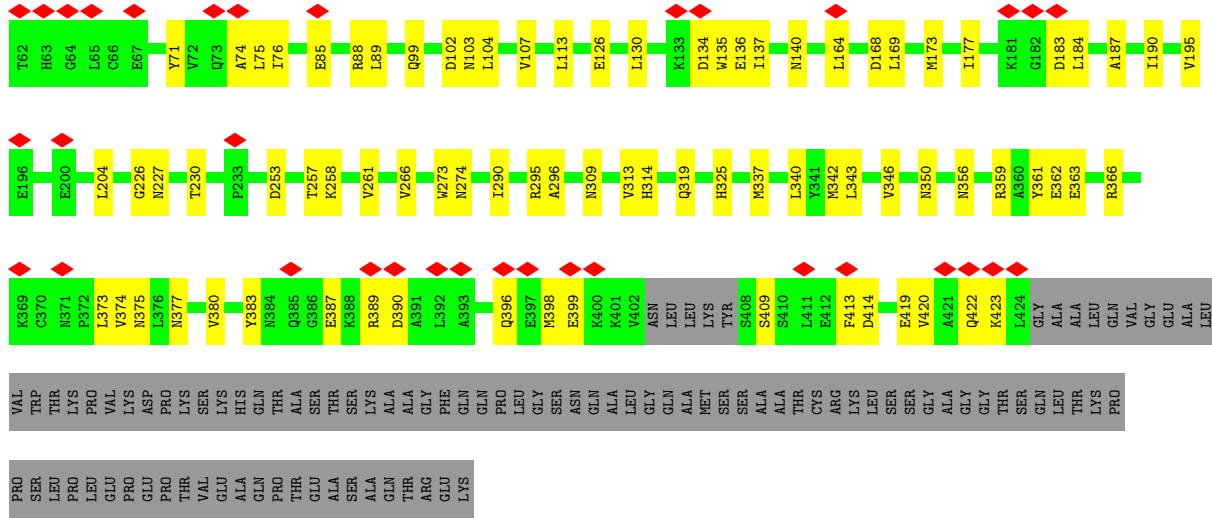 T62 H63 G64 L65 C66 E67 Y71 V72 Q73 A74 L75 I76 E85 R88 L89 Q99 D102 N103 L104 V107 L113 E126 L130 K133 D134 W135 E136 I137 N140 L164 D168 L169 M173 I177 K181 G182 D183 L184 A187 I190 V195
E196 E200 L204 G226 N227 T230 P233 D253 T257 K258 V261 V266 W273 N274 I290 R295 A296 N309 V313 H314 Q319 H325 M337 L340 Y341 M342 L343 V346 N350 N356 R359 A360 Y361 E362 E363 R366
K369 C370 N371 P372 L373 V374 N375 L376 N377 V380 Y383 N384 Q385 G386 E387 K388 R389 D390 A391 L392 A393 Q396 E397 M398 E399 K400 K401 V402 ASN LEU LEU LYS TYR S408 S409 S410 L411 E412 F413 D414 E419 V420 A421 Q422 K423 L424 GLY ALA ALA LEU GLN VAL GLY GLU ALA LEU
VAL TRP THR LYS PRO VAL LYS ASP PRO LYS SER LYS HIS GLN THR ALA SER THR SER LYS ALA ALA GLY PHE GLN GLN PRO LEU GLY SER ASN GLN ALA LEU GLY GLN ALA MET SER SER ALA ALA THR CYS ARG LYS LEU SER SER GLY ALA GLY GLY THR SER GLN LEU THR LYS PRO
PRO SER LEU PRO LEU GLU PRO GLU PRO THR VAL GLU ALA GLN PRO THR GLU ALA SER ALA GLN THR ARG GLU LYS